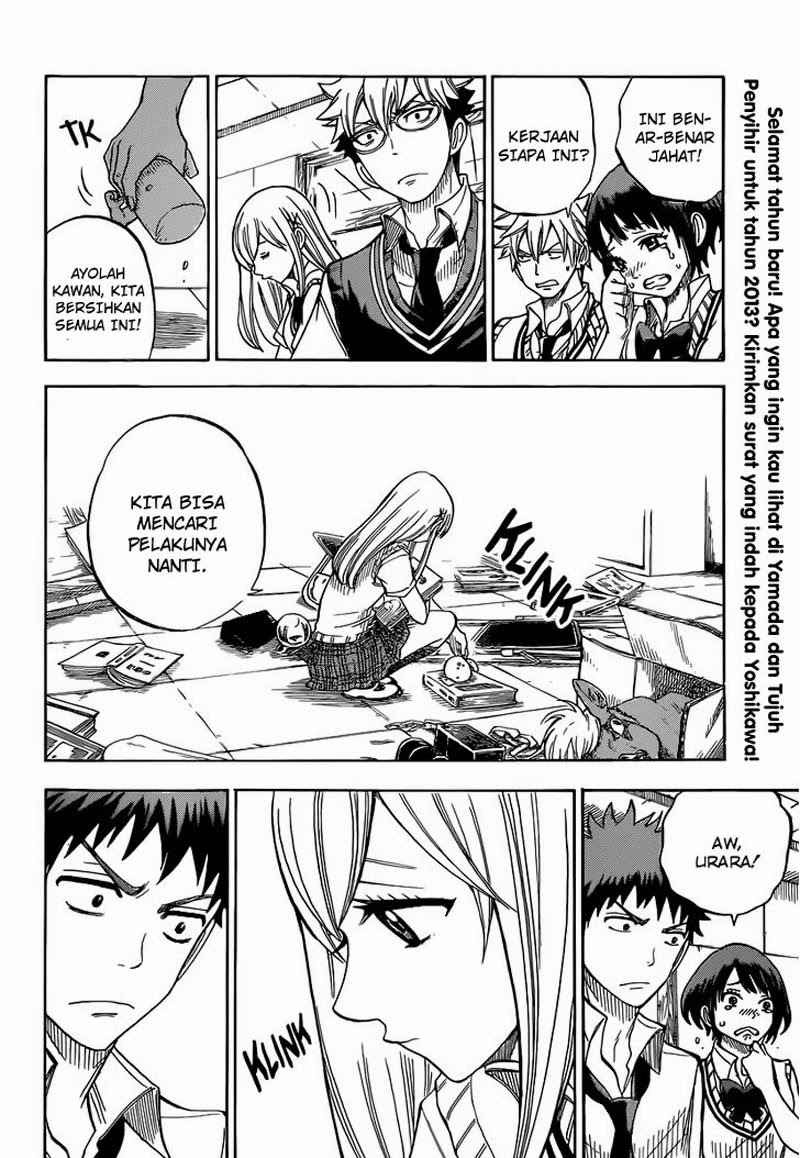 INI BEN-
AR-BENAR
JAHAT!
KERJAAN
SIAPA INI?
TK
AYOLAH
KAWAN, KITA
BERSIHKAN
SEMUA INI!
Selamat tahun baru! Apa yang ingin kau lihat di Yamada dan Tujuh
Penyihir untuk tahun 2013? Kirimkan surat yang indah kepada Yoshikawa!
KITA BISA
MENCARI
PELAKUNYA
NANTI.
KLINK
AW,
URARA!
KLINK